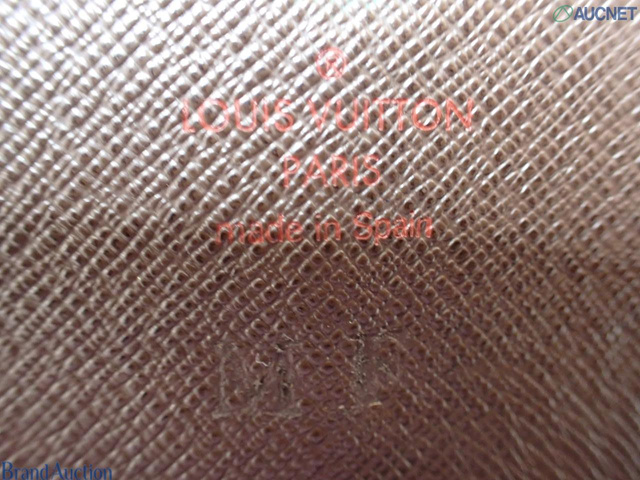 AUCNET
®
LOUIS VUITTON
PARIS
made in Spain
M F
Brand Auction